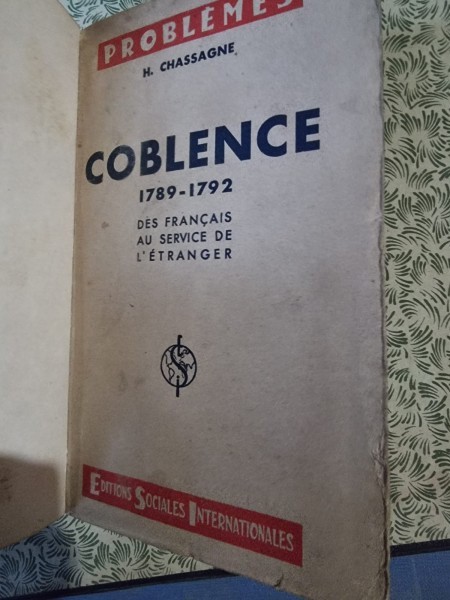 PROBLÈMES
H. CHASSAGNE
COBLENCE
1789-1792
DES FRANÇAIS
AU SERVICE DE
L'ÉTRANGER
EDITIONS SOCIALES INTERNATIONALES